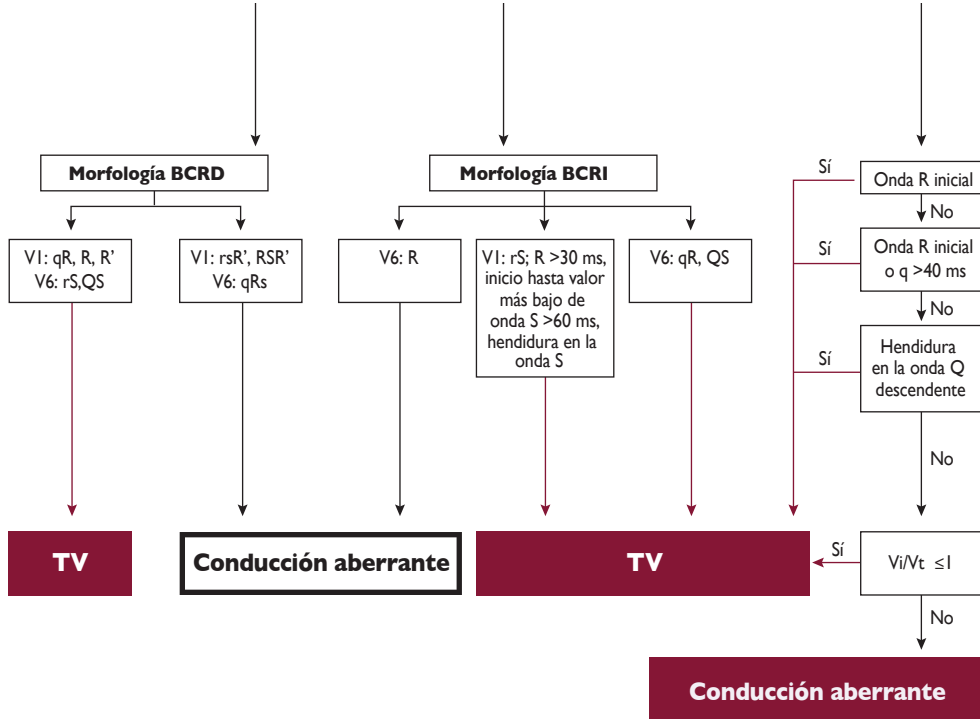 Morfología BCRD
V1: qR, R, R’
V6: rS,QS
V1: rsR’, RSR’
V6: qRs
TV
Morfología BCRI
V6: R
V1: rS; R >30 ms,
inicio hasta valor
más bajo de
onda S >60 ms,
hendidura en la
onda S
V6: qR, QS
Conducción aberrante
TV
Sí
Onda R inicial
No
Sí
Onda R inicial
o q >40 ms
No
Sí
Hendidura
en la onda Q
descendente
No
Sí
Vi/Vt ≤1
No
Conducción aberrante